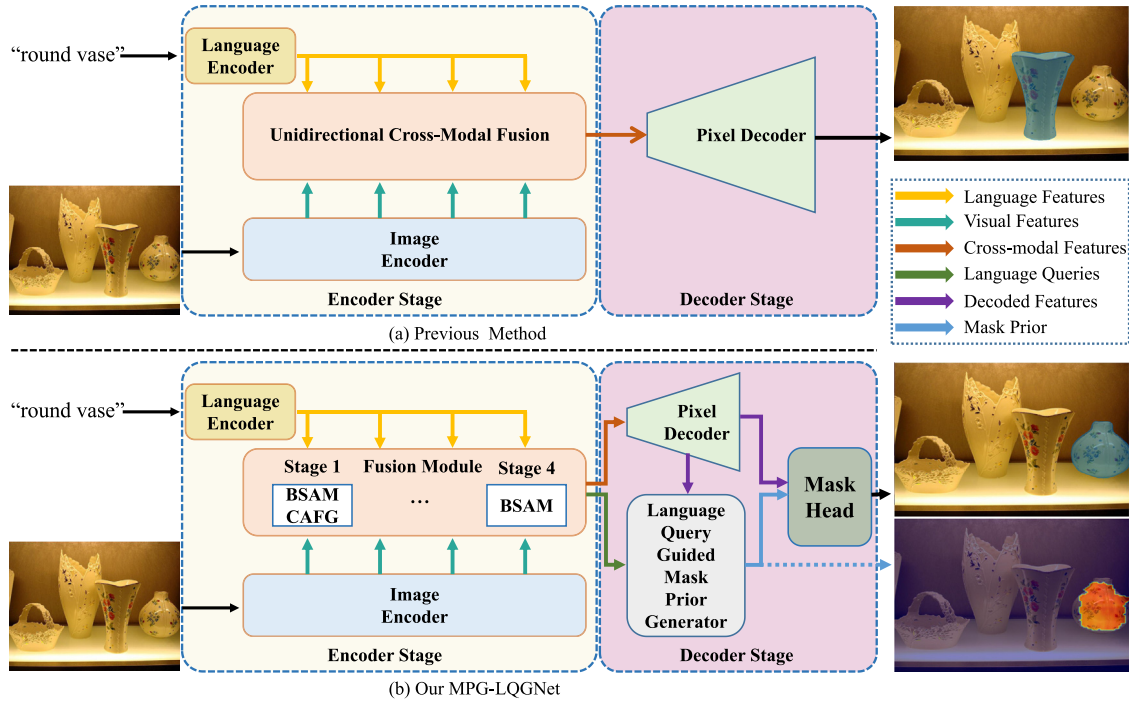 “round vase”
Language
Encoder
Unidirectional Cross-Modal Fusion
Image
Encoder
Encoder Stage
Pixel Decoder
Decoder Stage
Language Features
Visual Features
Cross-modal Features
Language Queries
Decoded Features
Mask Prior
(a) Previous Method
“round vase”
Language
Encoder
Stage 1
Fusion Module
Stage 4
BSAM
CAFG
...
BSAM
Image
Encoder
Encoder Stage
Pixel
Decoder
Language
Query
Guided
Mask
Prior
Generator
Mask
Head
Decoder Stage
(b) Our MPG-LQGNet